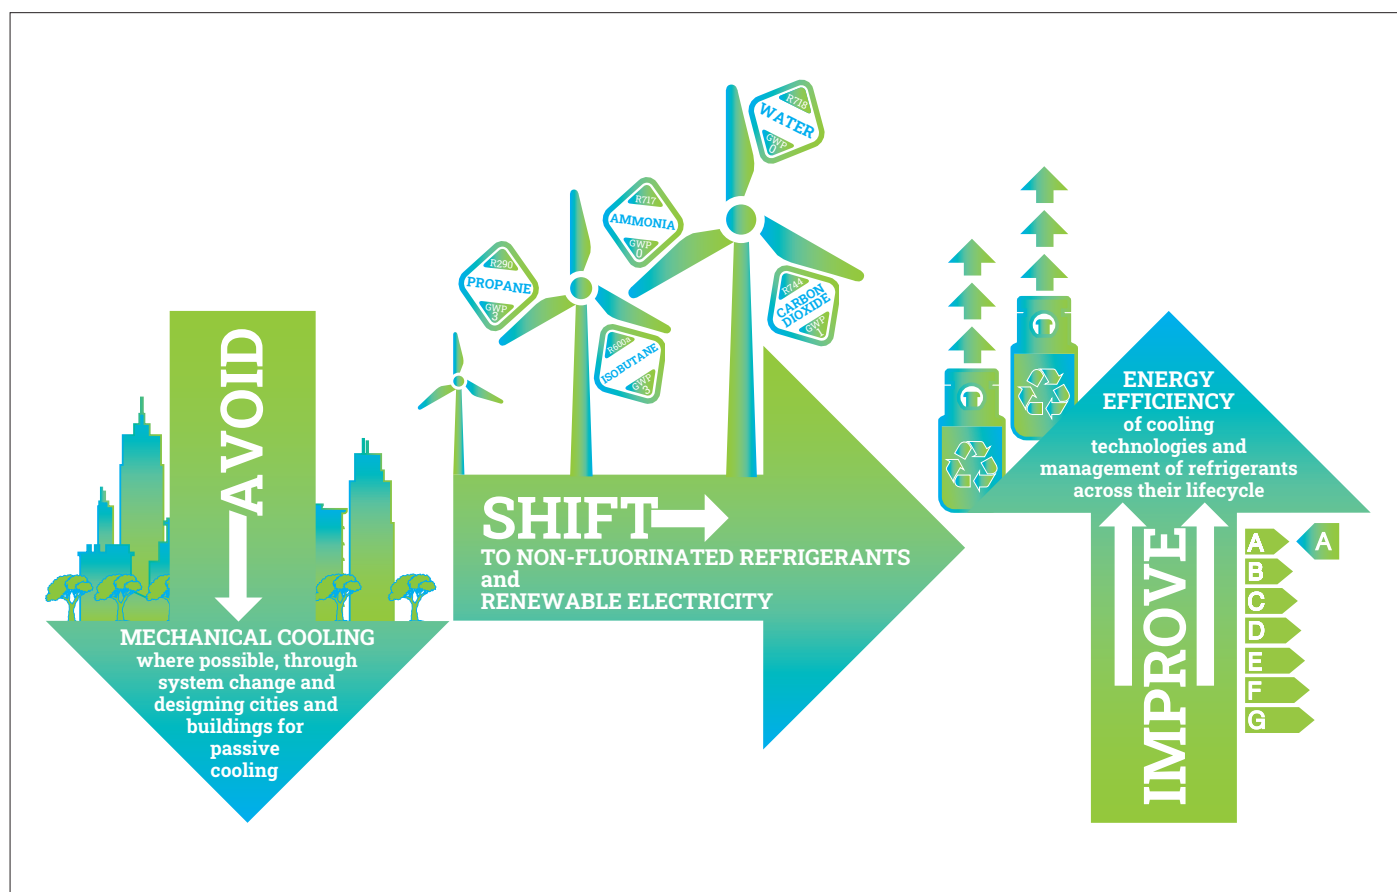 AVOID
MECHANICAL COOLING
where possible, through
system change and
designing cities and
buildings for
passive
cooling
R290
PROPANE
GWP
3
R717
AMMONIA
GWP
0
R600a
ISOBUTANE
GWP
3
R718
WATER
GWP
0
R744
CARBON
DIOXIDE
GWP
1
SHIFT
TO NON-FLUORINATED REFRIGERANTS
and
RENEWABLE ELECTRICITY
ENERGY
EFFICIENCY
of cooling
technologies and
management of refrigerants
across their lifecycle
IMPROVE
A
A
B
C
D
E
F
G